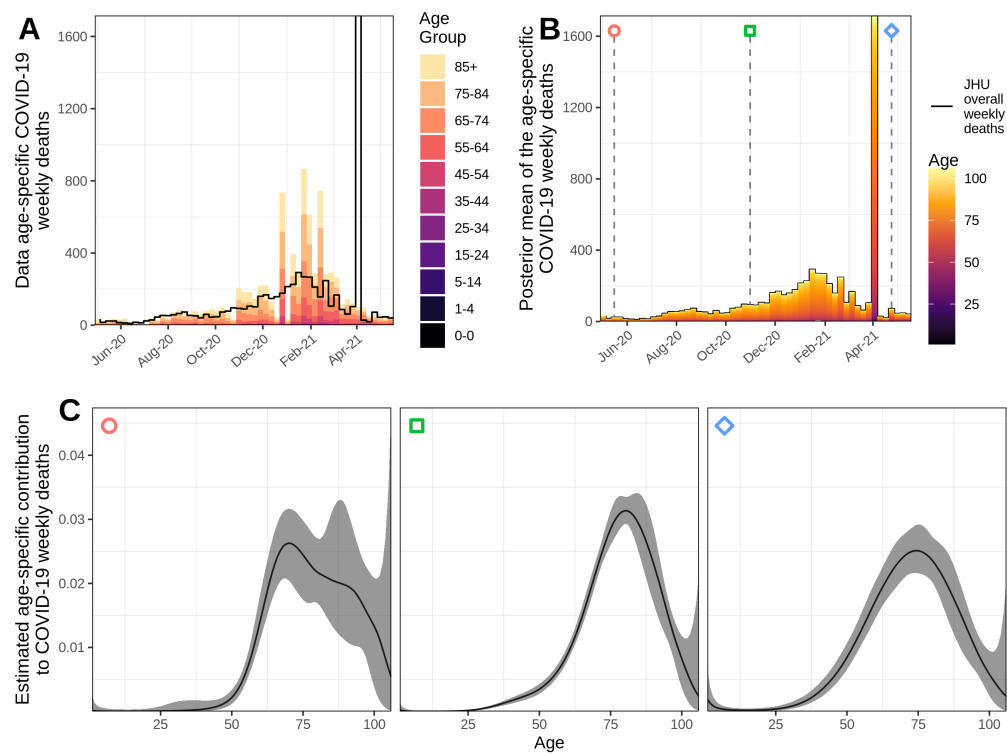 A
Data age-specific COVID-19
weekly deaths
1600
1200
800
400
0
Jun-20
Aug-20
Oct-20
Dec-20
Feb-21
Apr-21
Age
Group
85+
75-84
65-74
55-64
45-54
35-44
25-34
15-24
5-14
1-4
0-0
B
Posterior mean of the age-specific
COVID-19 weekly deaths
1600
1200
800
400
0
Jun-20
Aug-20
Oct-20
Dec-20
Feb-21
Apr-21
JHU
overall
weekly
deaths
Age
100
75
50
25
C
Estimated age-specific contribution
to COVID-19 weekly deaths
0.04
0.03
0.02
0.01
25
50
75
100
25
50
75
100
25
50
75
100
Age